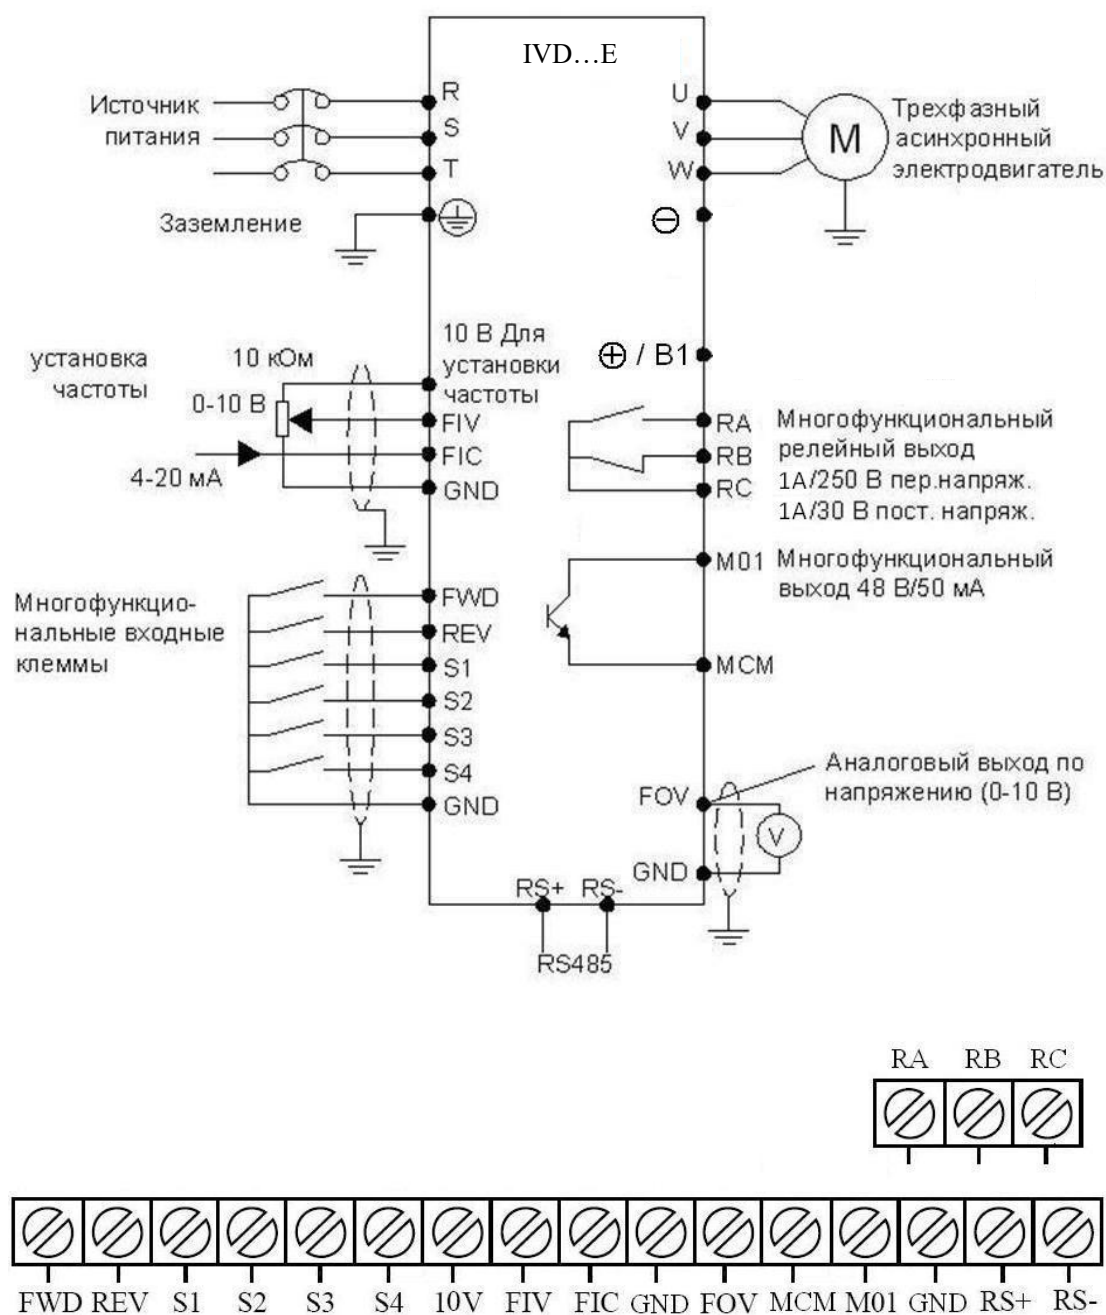 IVD…E
Источник
питания
R
S
T
Заземление
U
V
W
M
Трехфазный
асинхронный
электродвигатель
⊖
⊕ / B1
установка
частоты
10 кОм
0-10 В
4-20 мА
10 В Для
установки
частоты
FIV
FIC
GND
RA
RB
RC
Многофункциональный
релейный выход
1А/250 В пер.напряж.
1А/30 В пост. напряж.
M01
Многофункциональный
выход 48 В/50 мА
MCM
Многофункцио-
нальные входные
клеммы
FWD
REV
S1
S2
S3
S4
GND
FOV
GND
V
Аналоговый выход по
напряжению (0-10 В)
RS+ RS-
RS485
RA RB RC
FWD REV S1 S2 S3 S4 10V FIV FIC GND FOV MCM M01 GND RS+ RS-